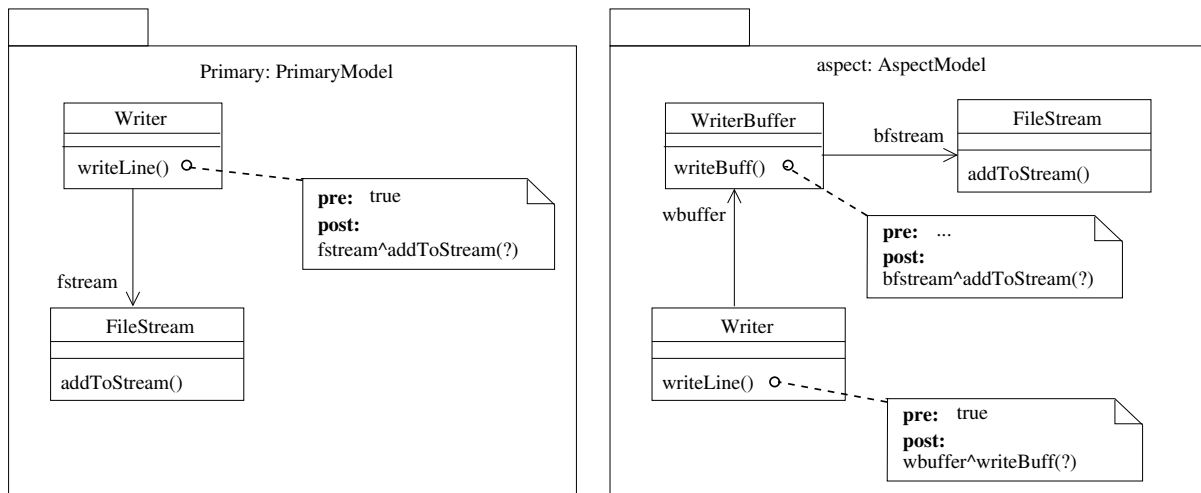 Primary: PrimaryModel
Writer
writeLine()
pre: true
post:
fstream^addToStream(?)
fstream
FileStream
addToStream()
aspect: AspectModel
WriterBuffer
writeBuff()
bfstream
FileStream
addToStream()
wbuffer
pre: ...
post:
bfstream^addToStream(?)
Writer
writeLine()
pre: true
post:
wbuffer^writeBuff(?)